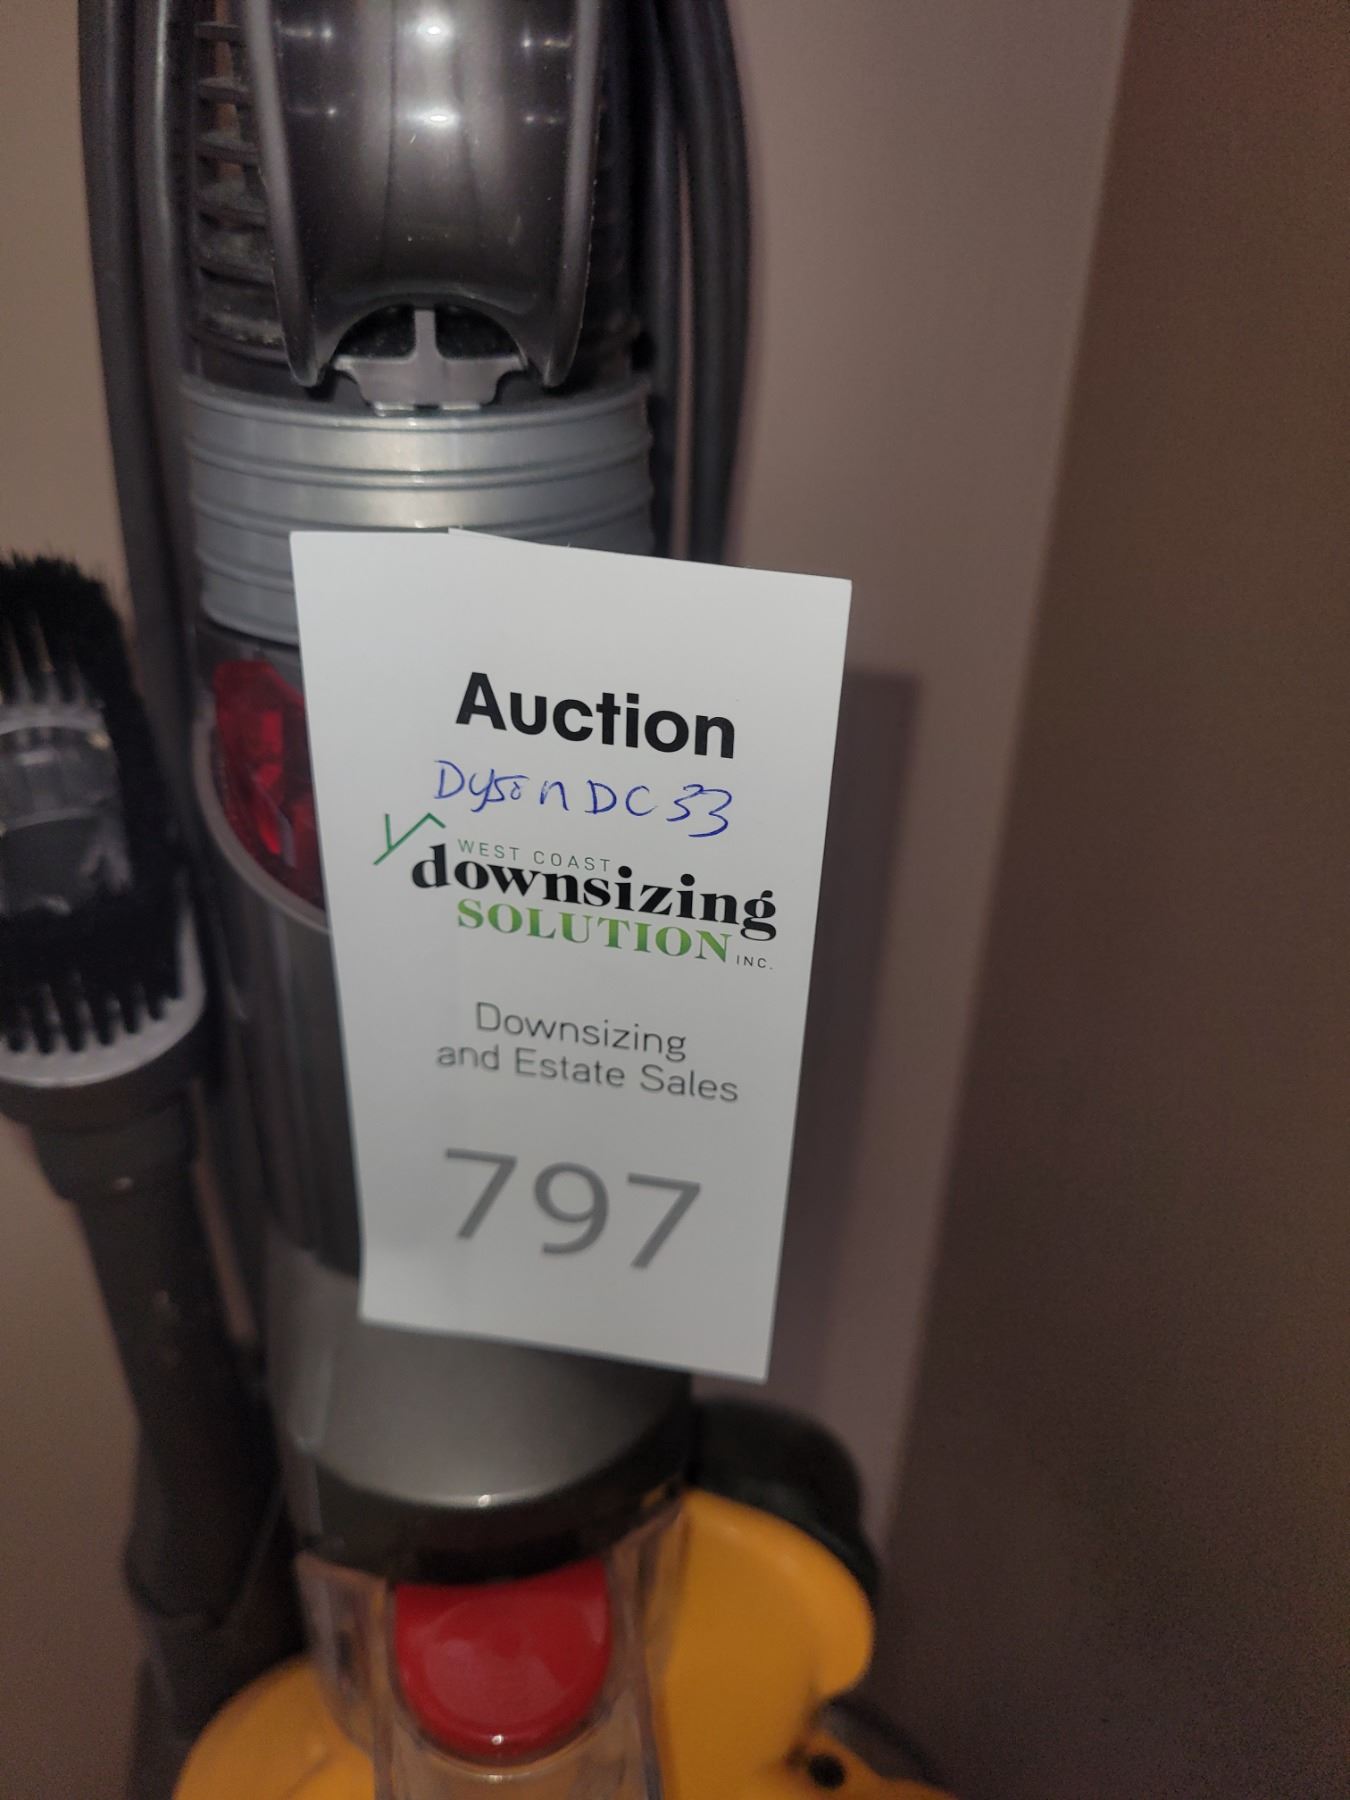 Auction
Dyson DC33
WEST COAST
downsizing
SOLUTION INC.
Downsizing
and Estate Sales
797